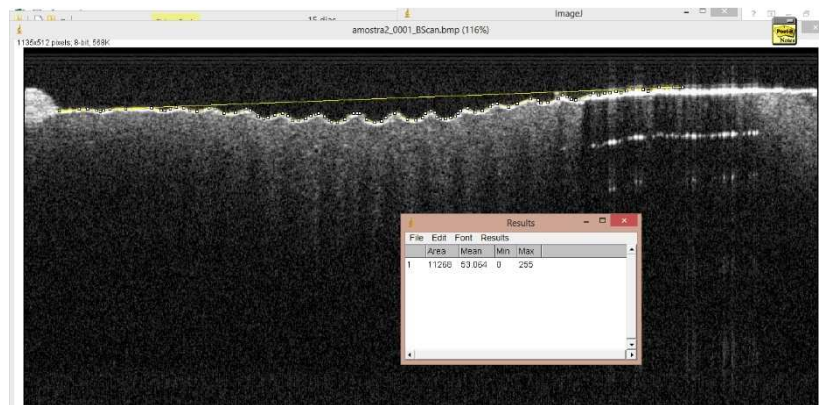 15 dias
ImageJ
amostra2_0001_BScan.bmp (116%)
1135x512 pixels; 8-bit; 568K
Results
File Edit Font Results
Area Mean Min Max
1 11268 53.064 0 255